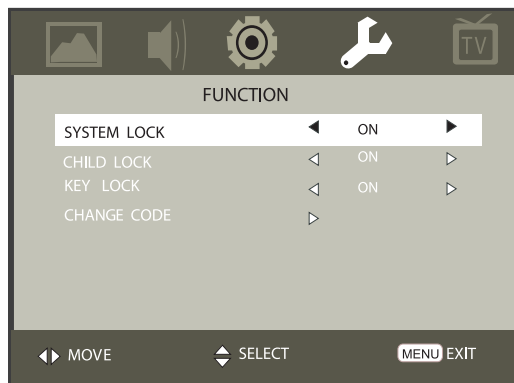 TV
FUNCTION
SYSTEM LOCK ON
CHILD LOCK ON
KEY LOCK ON
CHANGE CODE
MOVE SELECT MENU EXIT